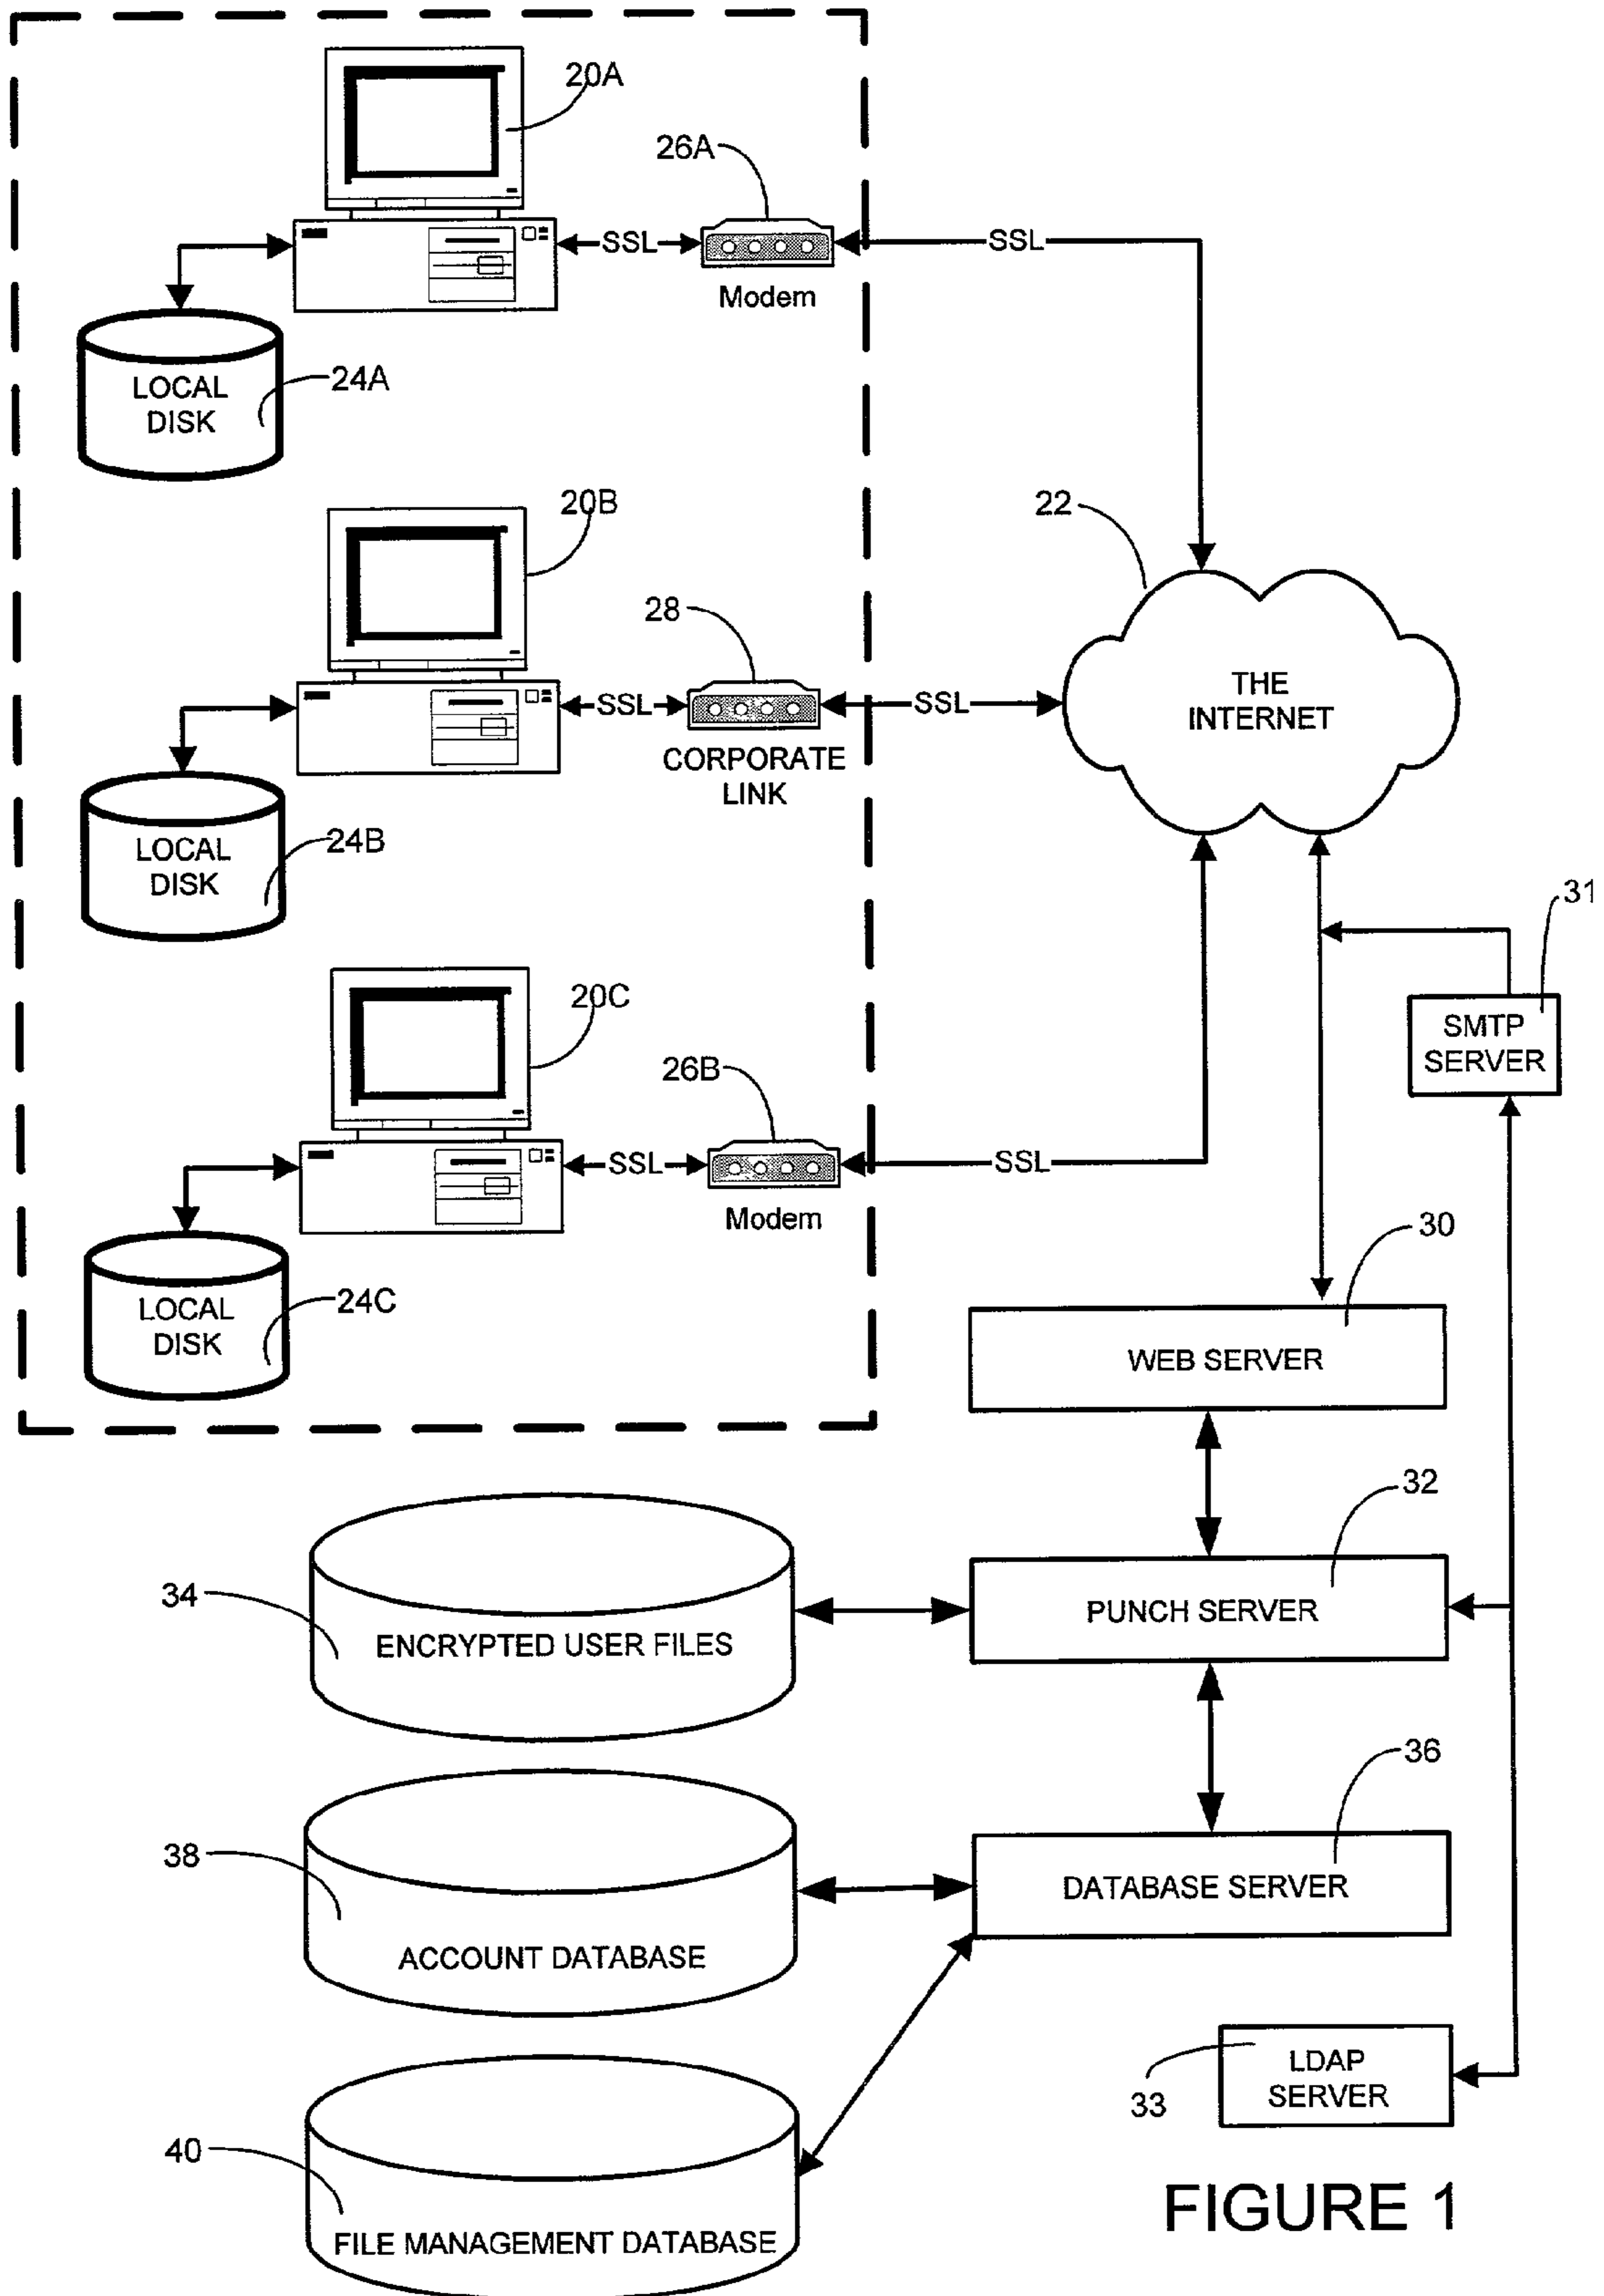 20A
26A
SSL
SSL
Modem
LOCAL
DISK
24A
20B
22
28
SSL
SSL
THE
INTERNET
CORPORATE
LINK
LOCAL
DISK
24B
31
20C
SMTP
SERVER
26B
SSL
SSL
Modem
30
LOCAL
DISK
24C
WEB SERVER
32
34
PUNCH SERVER
ENCRYPTED USER FILES
36
38
DATABASE SERVER
ACCOUNT DATABASE
LDAP
SERVER
33
40
FILE MANAGEMENT DATABASE
FIGURE 1